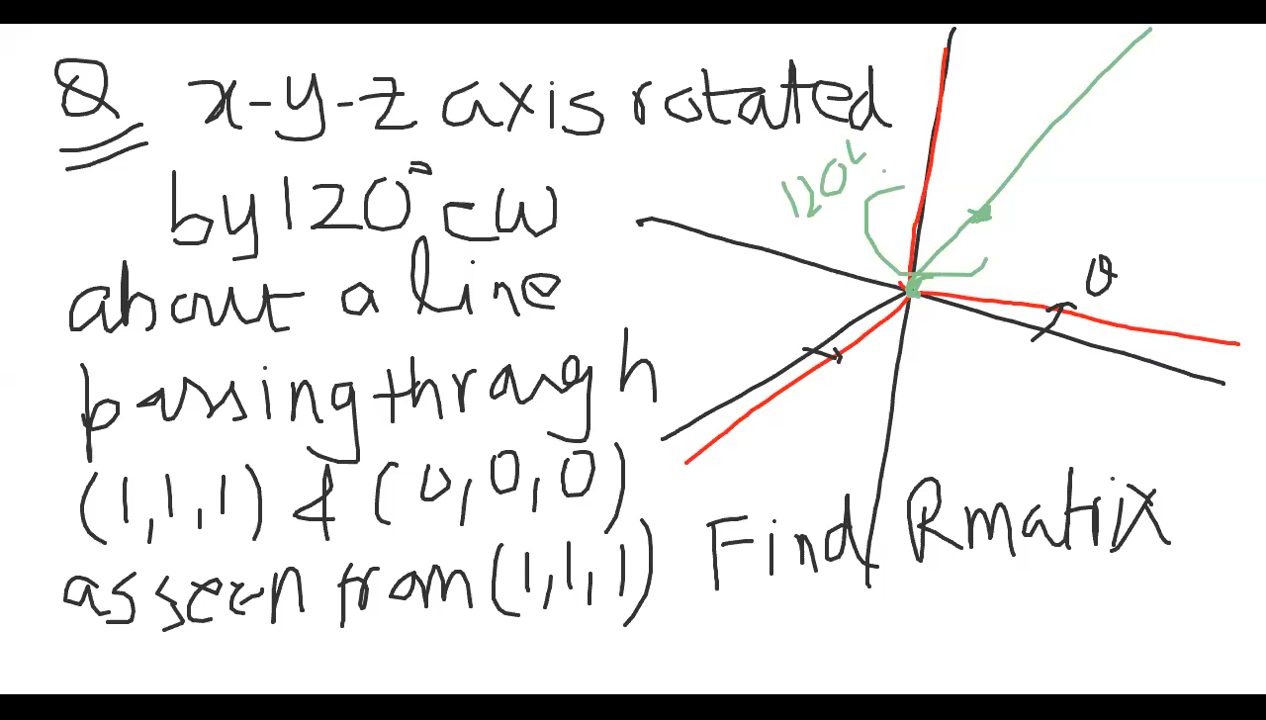 Q x-y-z axis rotated
by 120° cw
about a line
passing through
(1,1,1) & (0,0,0)
as seen from (1,1,1)
120°
θ
Find R matrix